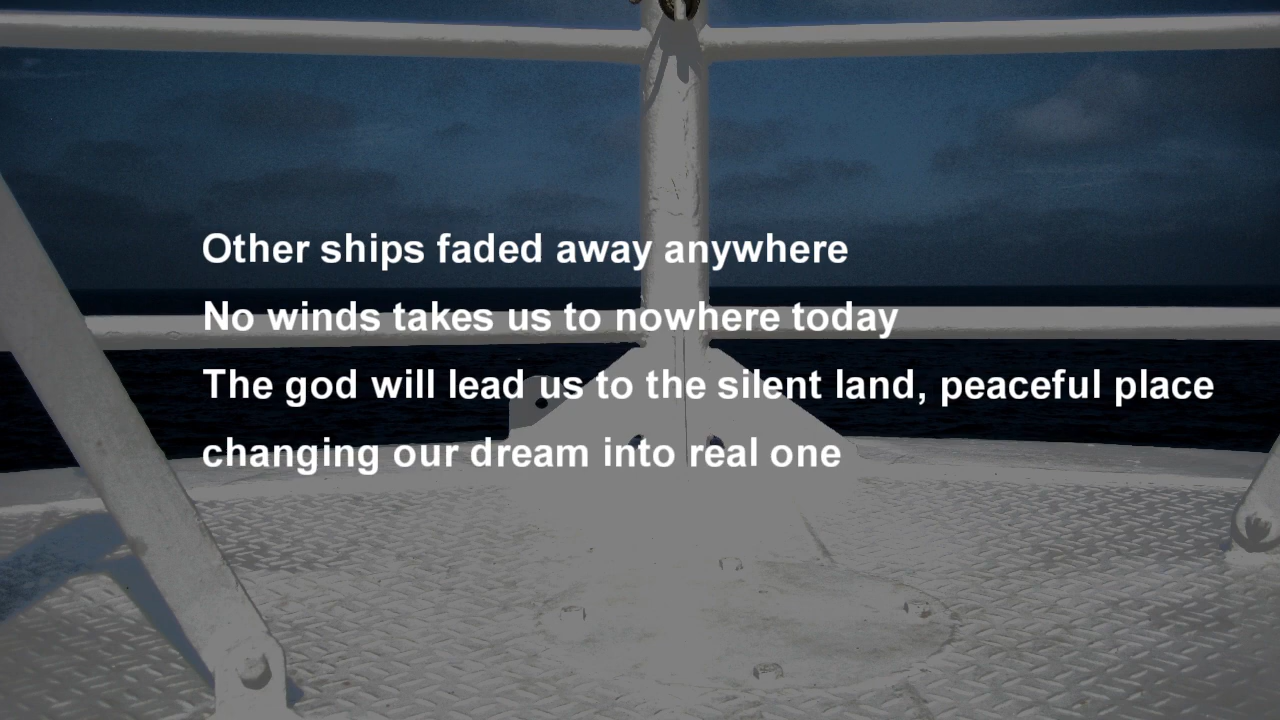 Other ships faded away anywhere
No winds takes us to nowhere today
The god will lead us to the silent land, peaceful place
changing our dream into real one